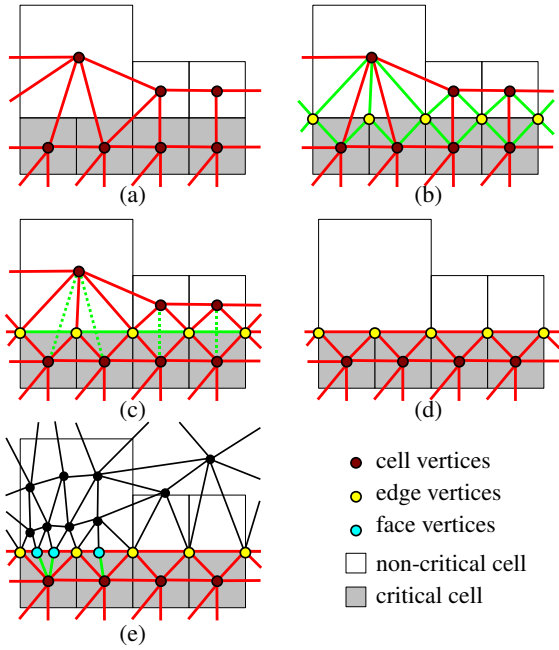 (a)
(b)
(c)
(d)
(e)
cell vertices
edge vertices
face vertices
non-critical cell
critical cell